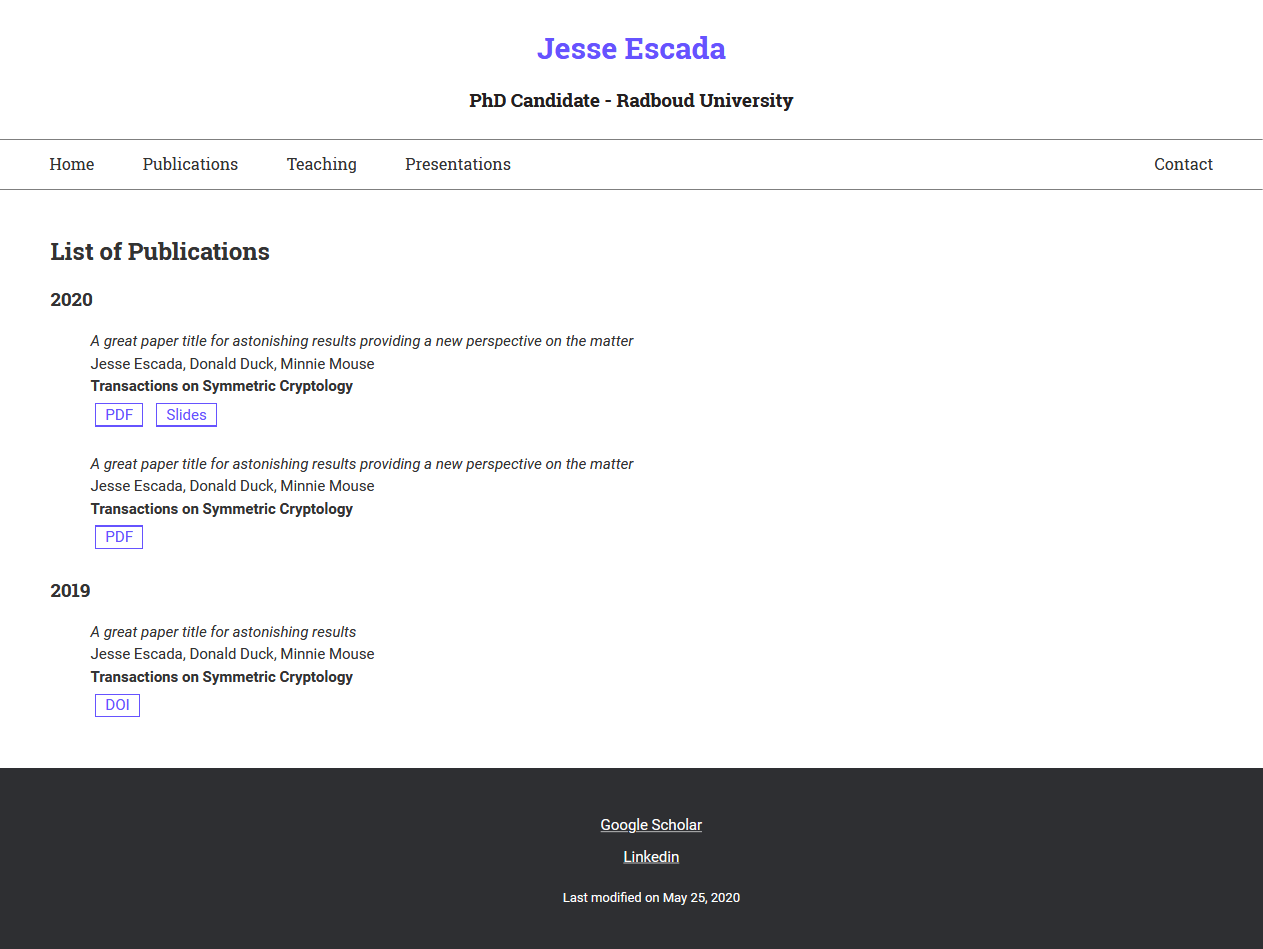 Jesse Escada
PhD Candidate - Radboud University
Home Publications Teaching Presentations Contact
List of Publications
2020
A great paper title for astonishing results providing a new perspective on the matter
Jesse Escada, Donald Duck, Minnie Mouse
Transactions on Symmetric Cryptology
PDF Slides
A great paper title for astonishing results providing a new perspective on the matter
Jesse Escada, Donald Duck, Minnie Mouse
Transactions on Symmetric Cryptology
PDF
2019
A great paper title for astonishing results
Jesse Escada, Donald Duck, Minnie Mouse
Transactions on Symmetric Cryptology
DOI
Google Scholar
Linkedin
Last modified on May 25, 2020